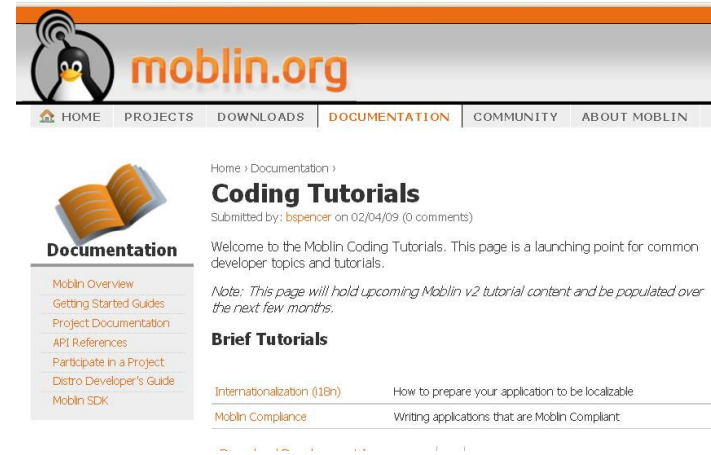 moblin.org
HOME PROJECTS DOWNLOADS DOCUMENTATION COMMUNITY ABOUT MOBLIN
Documentation
Moblin Overview
Getting Started Guides
Project Documentation
API References
Participate in a Project
Distro Developer's Guide
Moblin SDK
Home › Documentation ›
Coding Tutorials
Submitted by: bspencer on 02/04/09 (0 comments)
Welcome to the Moblin Coding Tutorials. This page is a launching point for common
developer topics and tutorials.
Note: This page will hold upcoming Moblin v2 tutorial content and be populated over
the next few months.
Brief Tutorials
Internationalization (i18n) How to prepare your application to be localizable
Moblin Compliance Writing applications that are Moblin Compliant